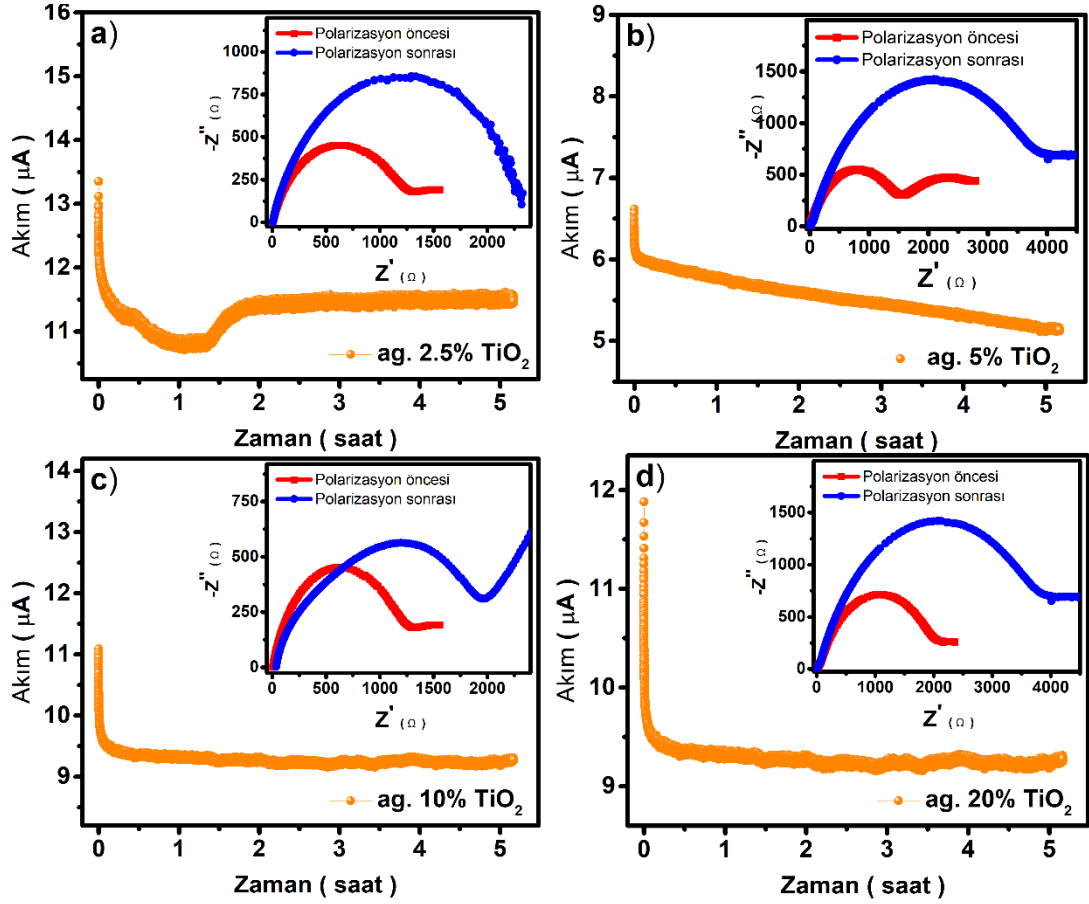 a)
Polarizasyon öncesi
Polarizasyon sonrası
-Z'' (Ω)
1000
750
500
250
0
0 500 1000 1500 2000
Z' (Ω)
Akım ( µA )
16
15
14
13
12
11
ag. 2.5% TiO2
0 1 2 3 4 5
Zaman ( saat )
b)
Polarizasyon öncesi
Polarizasyon sonrası
-Z'' (Ω)
1500
1000
500
0
0 1000 2000 3000 4000
Z' (Ω)
Akım ( µA )
9
8
7
6
5
ag. 5% TiO2
0 1 2 3 4 5
Zaman ( saat )
c)
Polarizasyon öncesi
Polarizasyon sonrası
-Z'' (Ω)
750
500
250
0
0 500 1000 1500 2000
Z' (Ω)
Akım ( µA )
14
13
12
11
10
9
ag. 10% TiO2
0 1 2 3 4 5
Zaman ( saat )
d)
Polarizasyon öncesi
Polarizasyon sonrası
-Z'' (Ω)
1500
1000
500
0
0 1000 2000 3000 4000
Z' (Ω)
Akım ( µA )
12
11
10
9
ag. 20% TiO2
0 1 2 3 4 5
Zaman ( saat )